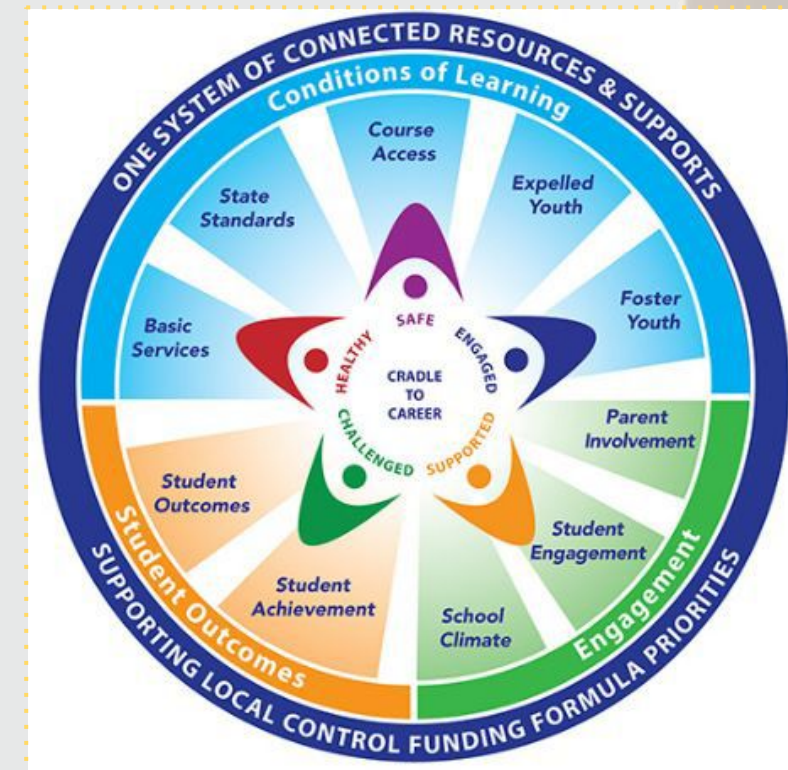 ONE SYSTEM OF CONNECTED RESOURCES & SUPPORTS
Conditions of Learning
Basic
Services
State
Standards
Course
Access
Expelled
Youth
Foster
Youth
Parent
Involvement
Student
Engagement
School
Climate
Engagement
Student
Achievement
Student
Outcomes
Student Outcomes
HEALTHY
SAFE
ENGAGED
SUPPORTED
CHALLENGED
CRADLE
TO
CAREER
SUPPORTING LOCAL CONTROL FUNDING FORMULA PRIORITIES